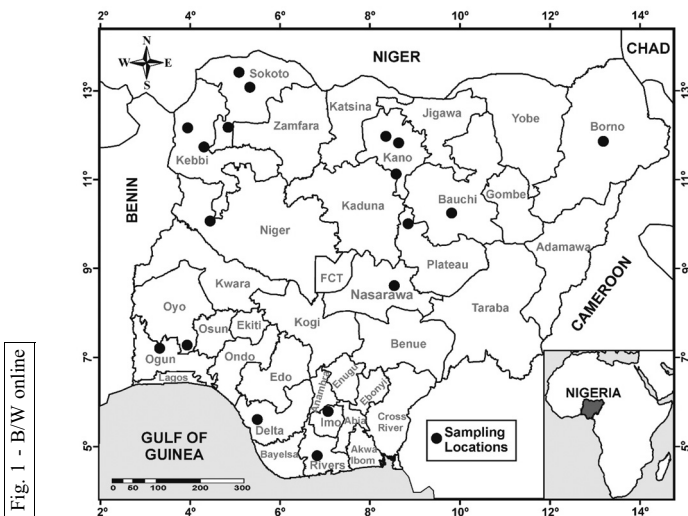 2° 4° 6° 8° 10° 12° 14°
N
W E
S
NIGER
CHAD
Sokoto
13° 13°
Katsina
Jigawa
Zamfara
Yobe
Borno
Kano
Kebbi
11° 11°
BENIN
Bauchi
Gombe
Kaduna
Niger
Adamawa
Plateau
FCT
9° 9°
Kwara
Nasarawa
CAMEROON
Oyo
Taraba
Osun
Ekiti
Kogi
Benue
Ogun
Ondo
7° 7°
Lagos
Edo
Anambra
Enugu
Ebonyi
NIGERIA
Imo
Abia
Cross
River
Delta
Sampling
Locations
GULF OF
GUINEA
5° 5°
Bayelsa
Akwa
Ibom
Rivers
0 50 100 200 300
2° 4° 6° 8° 10° 12° 14°
Fig. 1 - B/W online